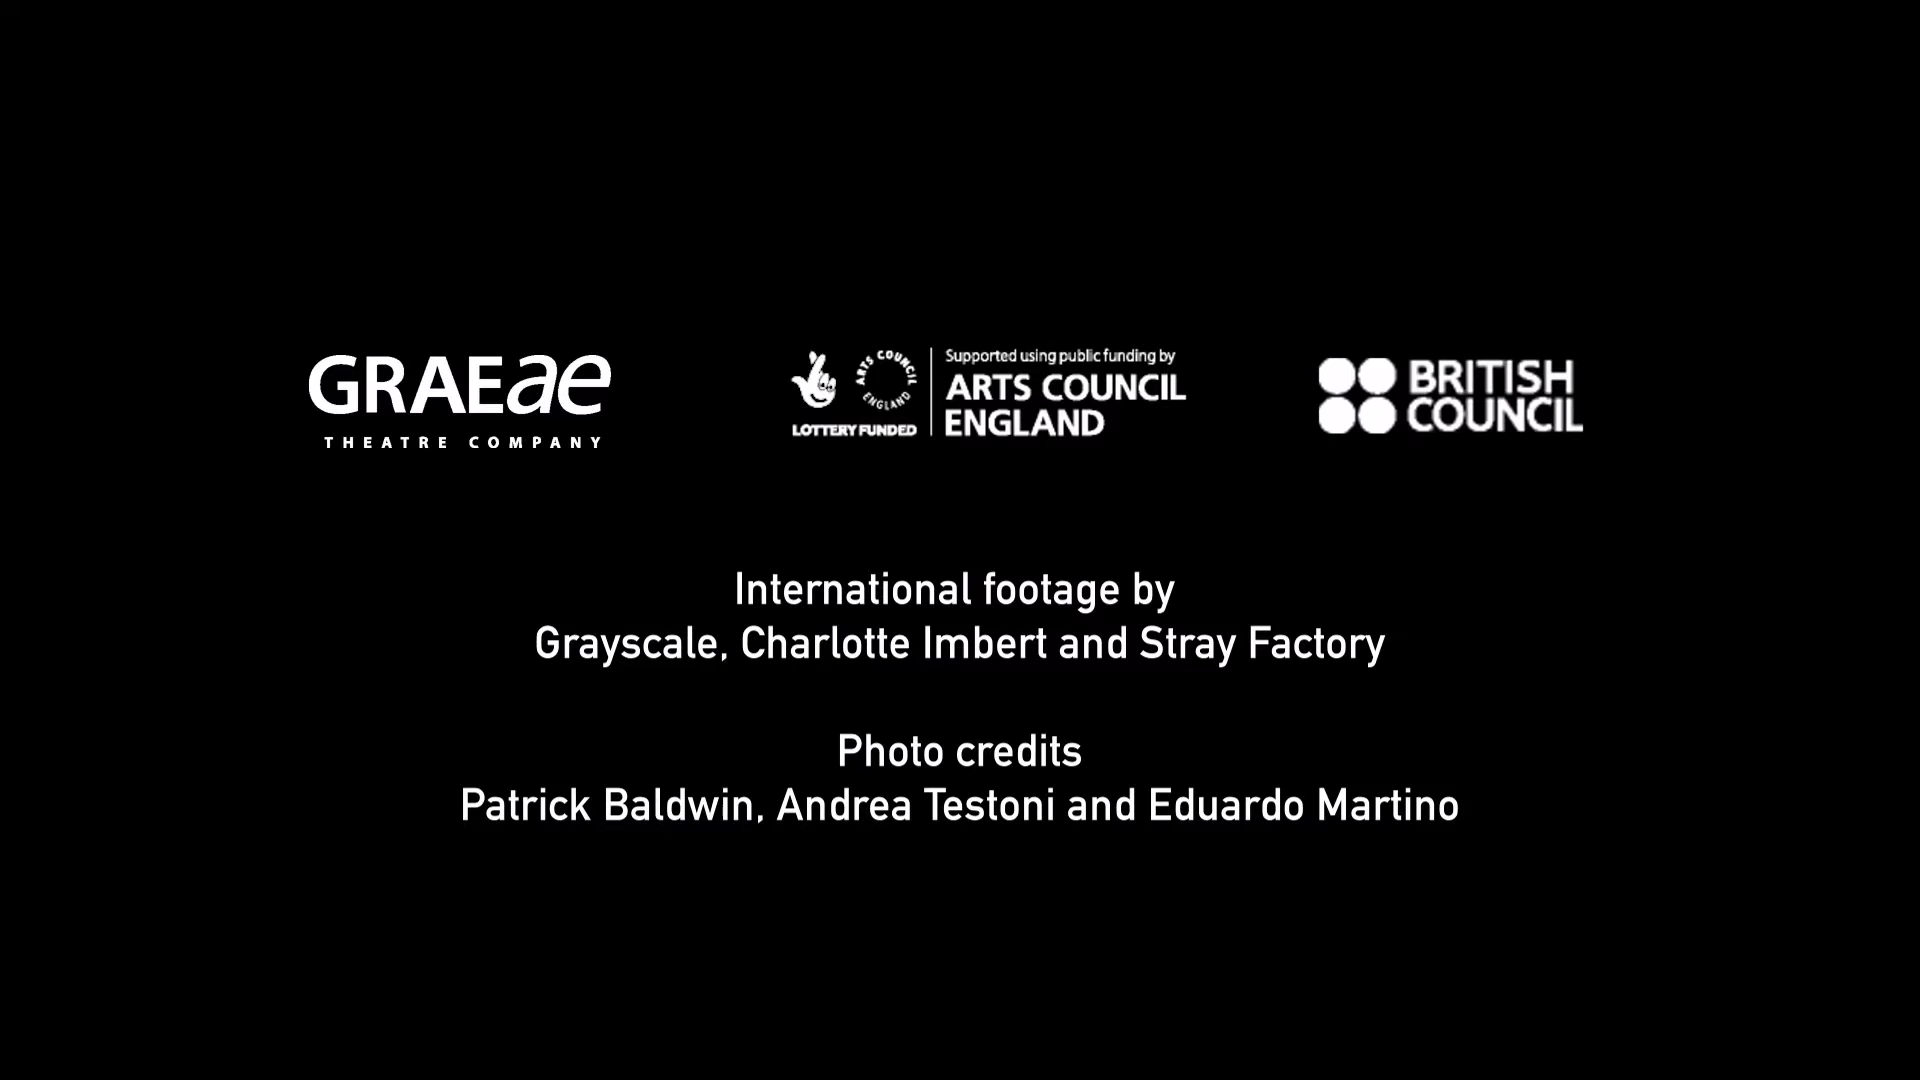 GRAEae
THEATRE COMPANY
ARTS COUNCIL ENGLAND
LOTTERY FUNDED
Supported using public funding by
ARTS COUNCIL
ENGLAND
BRITISH
COUNCIL
International footage by
Grayscale, Charlotte Imbert and Stray Factory
Photo credits
Patrick Baldwin, Andrea Testoni and Eduardo Martino